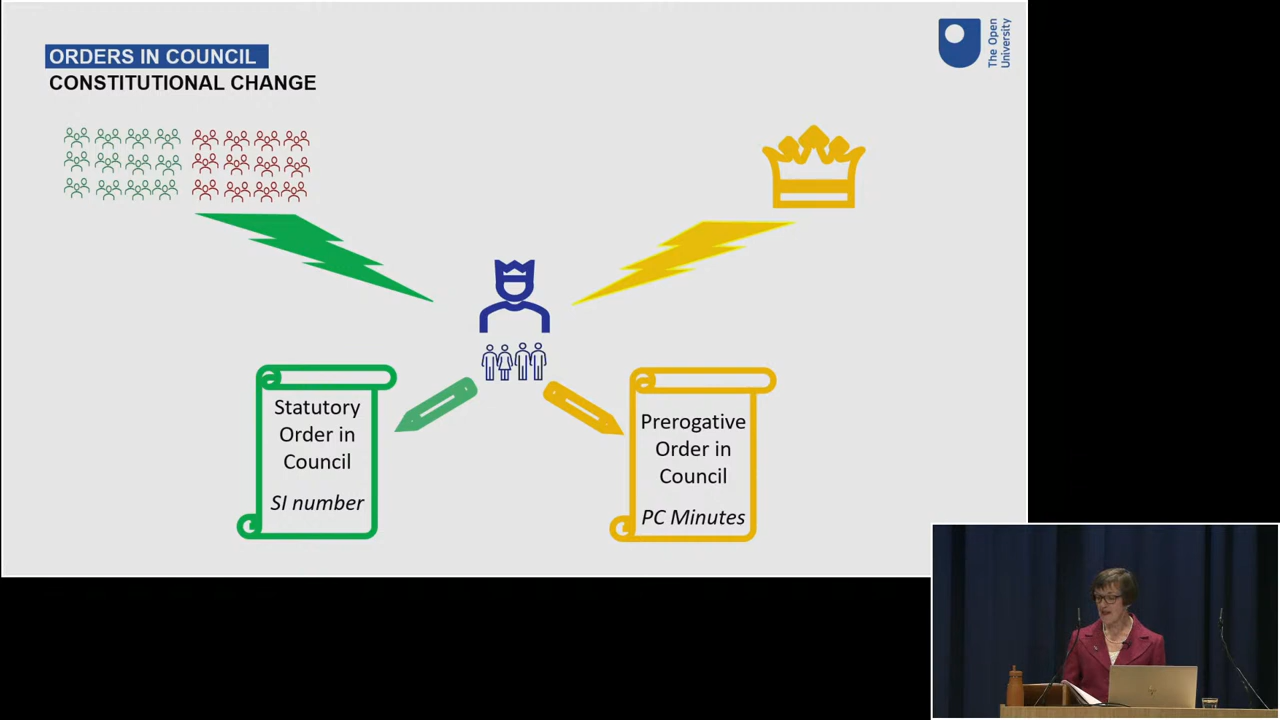 ORDERS IN COUNCIL
CONSTITUTIONAL CHANGE
The Open
University
Statutory
Order in
Council
SI number
Prerogative
Order in
Council
PC Minutes